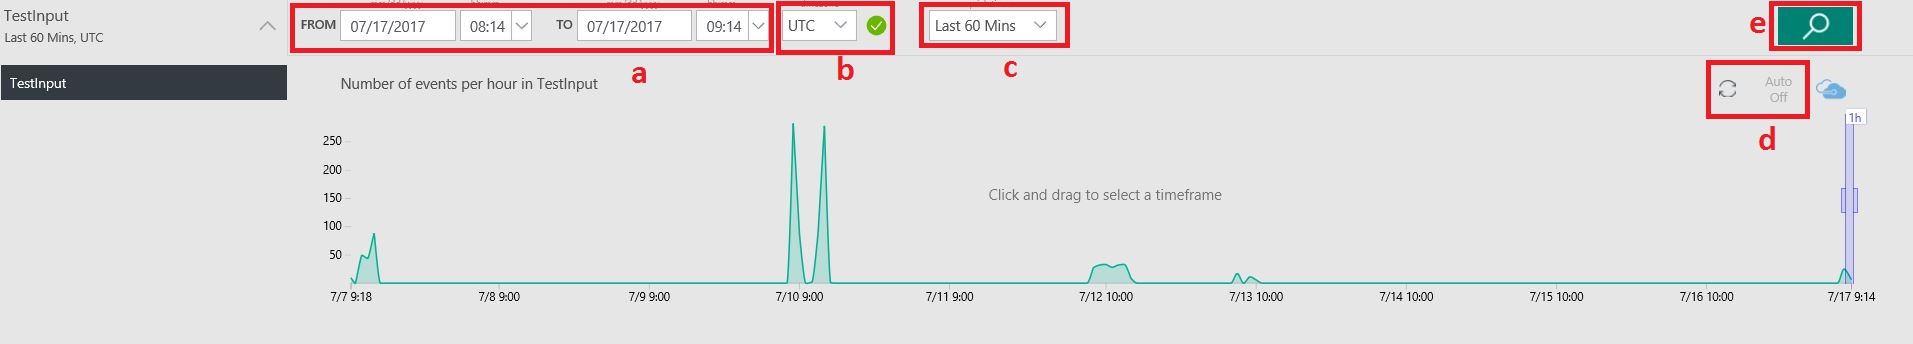 TestInput
Last 60 Mins, UTC
TestInput
FROM 07/17/2017 08:14 TO 07/17/2017 09:14 UTC Last 60 Mins e
a b c
Number of events per hour in TestInput
Auto
Off
d
1h
250
200
150
100
50
Click and drag to select a timeframe
7/7 9:18 7/8 9:00 7/9 9:00 7/10 9:00 7/11 9:00 7/12 10:00 7/13 10:00 7/14 10:00 7/15 10:00 7/16 10:00 7/17 9:14